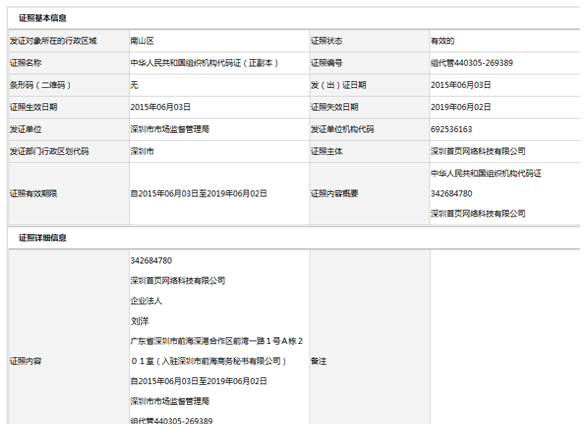 证照基本信息
发证对象所在的行政区域 南山区 证照状态 有效的
证照名称 中华人民共和国组织机构代码证（正副本） 证照编号 组代管440305-269389
条形码（二维码） 无 发（出）证日期 2015年06月03日
证照生效日期 2015年06月03日 证照失效日期 2019年06月02日
发证单位 深圳市市场监督管理局 发证单位机构代码 692536163
发证部门行政区划代码 深圳市 证照主体 深圳首页网络科技有限公司
证照有效期限 自2015年06月03日至2019年06月02日 证照内容概要 中华人民共和国组织机构代码证
342684780
深圳首页网络科技有限公司
证照详细信息
证照内容
342684780
深圳首页网络科技有限公司
企业法人
刘洋
广东省深圳市前海深港合作区前湾一路１号Ａ栋２
０１室（入驻深圳市前海商务秘书有限公司）
自2015年06月03日至2019年06月02日
深圳市市场监督管理局
组代管440305-269389
备注